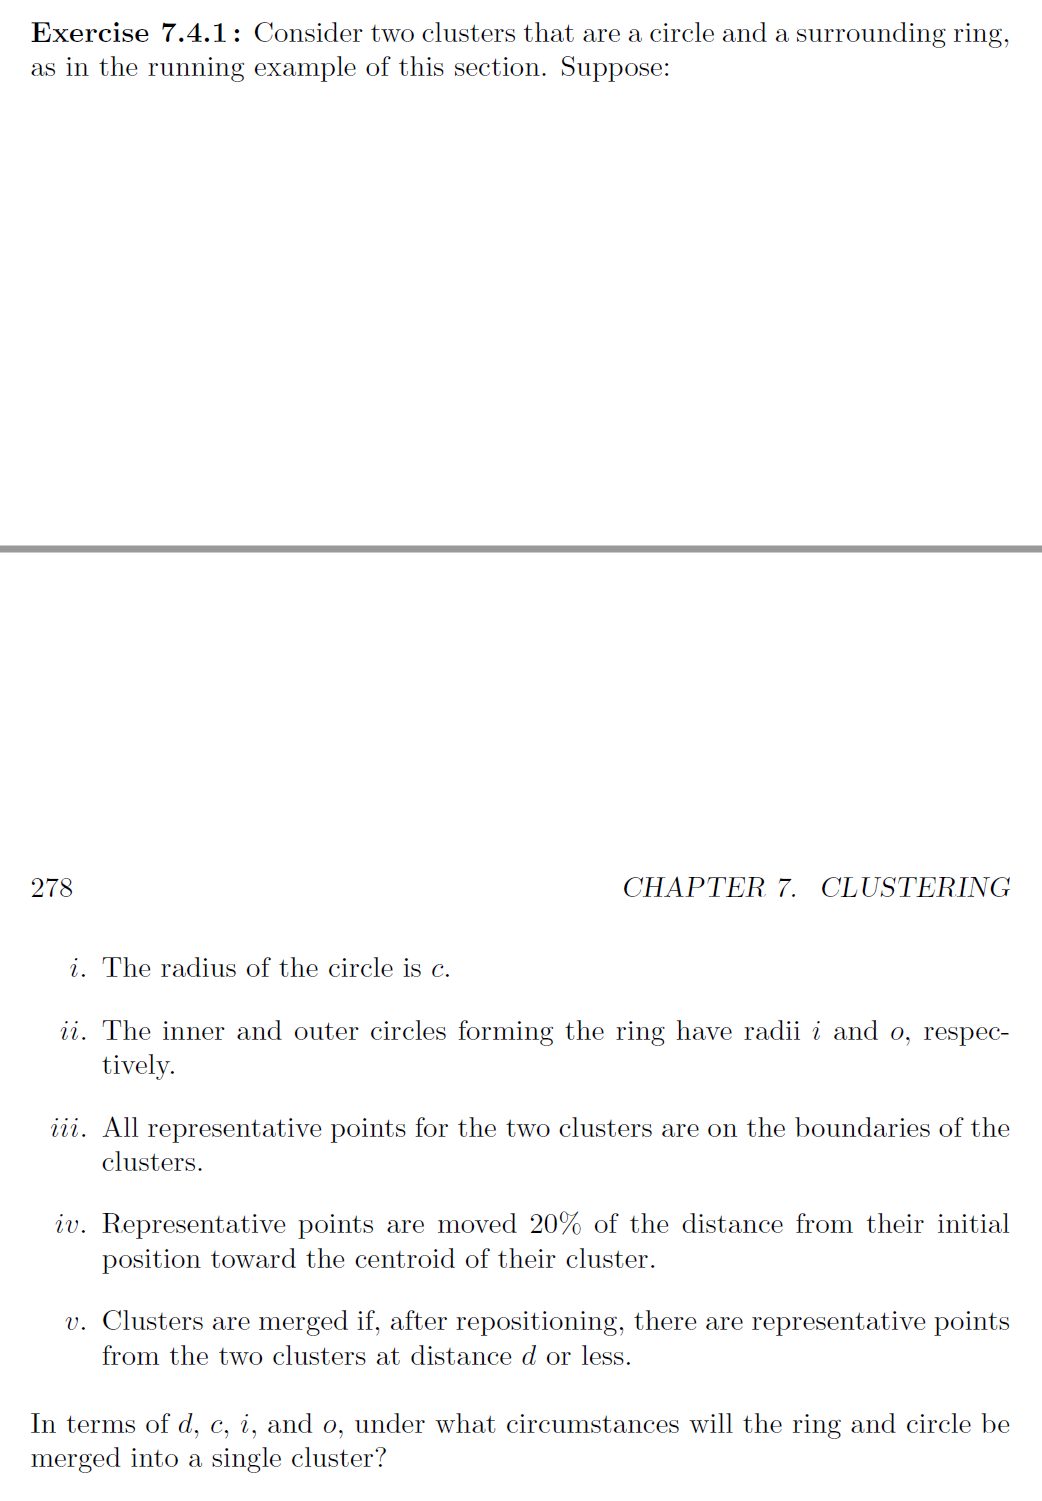 Exercise 7.4.1: Consider two clusters that are a circle and a surrounding ring,
as in the running example of this section. Suppose:
278 CHAPTER 7. CLUSTERING
i. The radius of the circle is c.
ii. The inner and outer circles forming the ring have radii i and o, respec-
tively.
iii. All representative points for the two clusters are on the boundaries of the
clusters.
iv. Representative points are moved 20% of the distance from their initial
position toward the centroid of their cluster.
v. Clusters are merged if, after repositioning, there are representative points
from the two clusters at distance d or less.
In terms of d, c, i, and o, under what circumstances will the ring and circle be
merged into a single cluster?